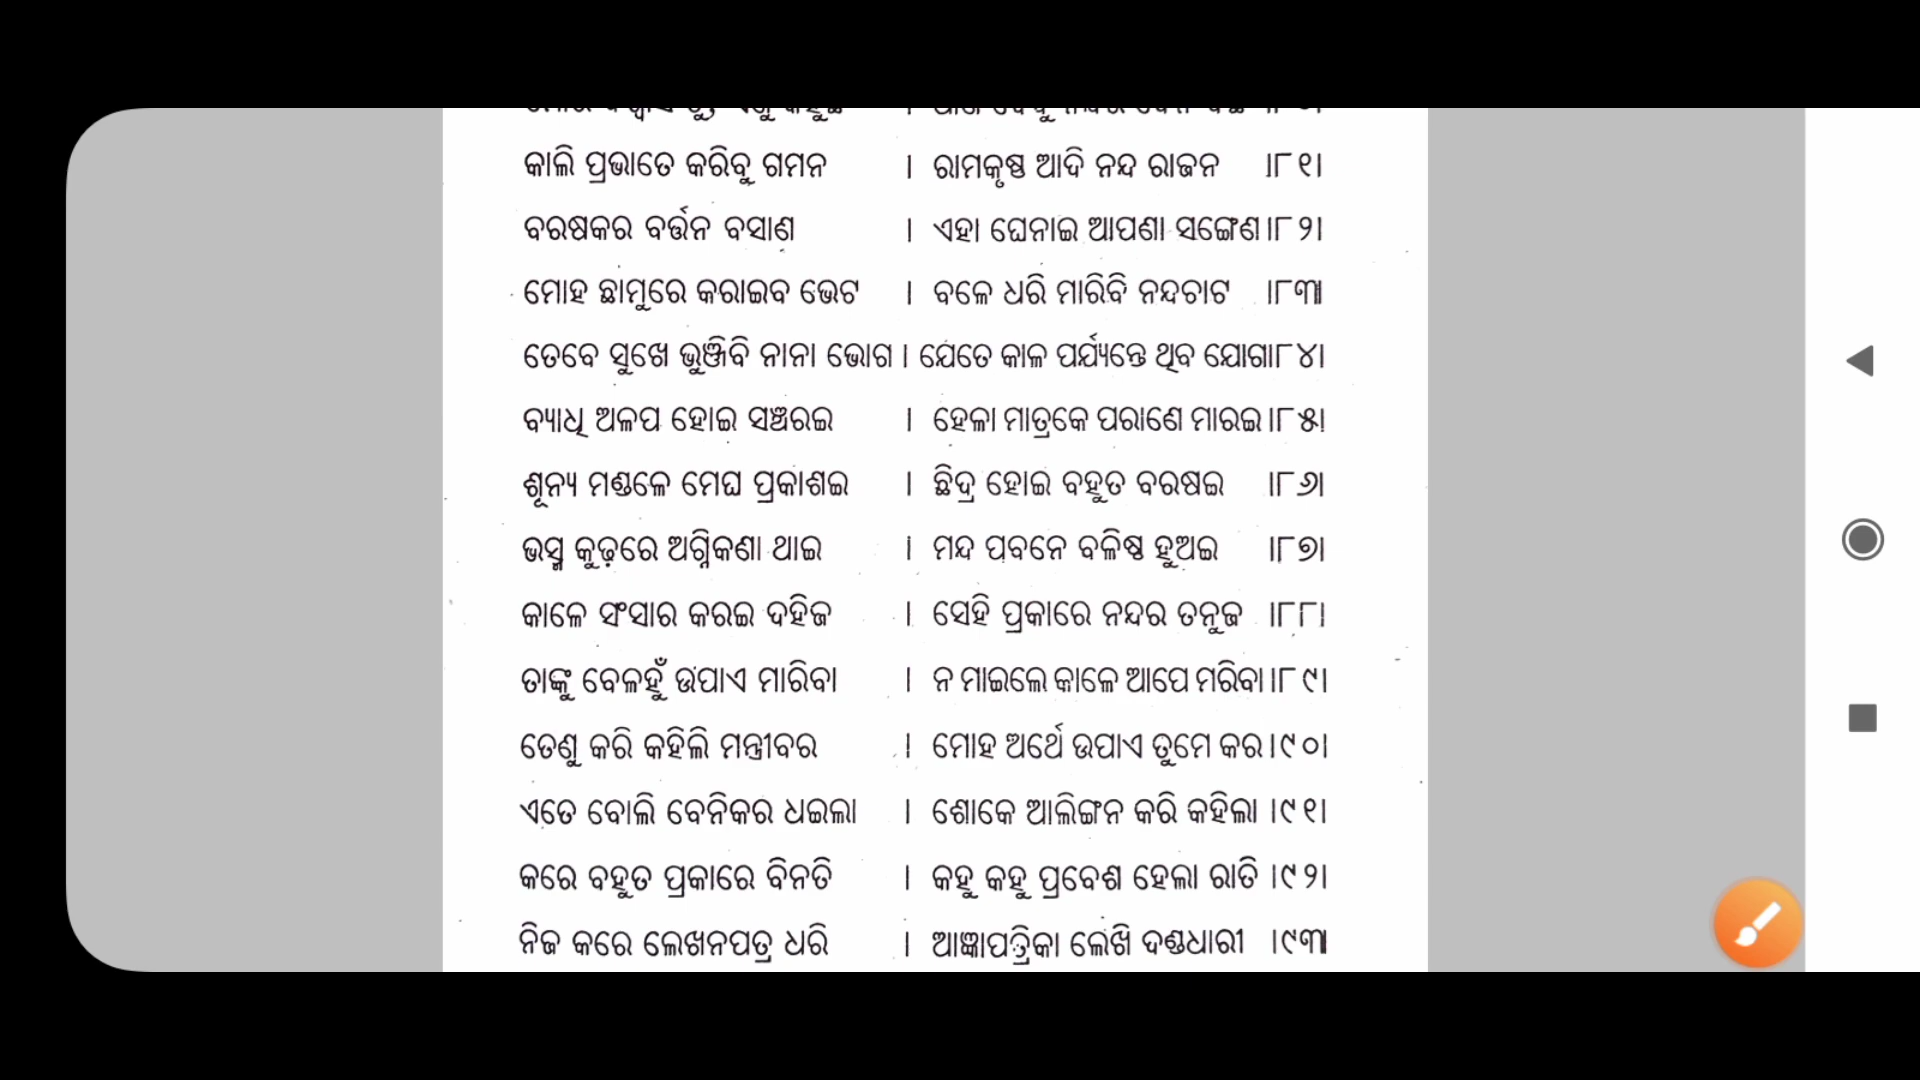 କାଲି ପ୍ରଭାତେ କରିବୁ ଗମନ । ରାମକୃଷ୍ଣ ଆଦି ନନ୍ଦ ରାଜନ ।୮୧।
ବରଷକର ବର୍ତ୍ତନ ବସାଣ । ଏହା ଘେନାଇ ଆପଣା ସଙ୍ଗେଣ ।୮୨।
ମୋହ ଛାମୁରେ କରାଇବ ଭେଟ । ବଳେ ଧରି ମାରିବି ନନ୍ଦଚାଟ ।୮୩।
ତେବେ ସୁଖେ ଭୁଞ୍ଜିବି ନାନା ଭୋଗ । ଯେତେ କାଳ ପର୍ଯ୍ୟନ୍ତେ ଥିବ ଯୋଗ।୮୪।
ବ୍ୟାଧି ଅଳପ ହୋଇ ସଞ୍ଚରଇ । ହେଳା ମାତ୍ରକେ ପରାଣେ ମାରଇ ।୮୫।
ଶୂନ୍ୟ ମଣ୍ଡଳେ ମେଘ ପ୍ରକାଶଇ । ଛିଦ୍ର ହୋଇ ବହୁତ ବରଷଇ ।୮୬।
ଭସ୍ମ କୁଢ଼ରେ ଅଗ୍ନିକଣା ଥାଇ । ମନ୍ଦ ପବନେ ବଳିଷ୍ଠ ହୁଅଇ ।୮୭।
କାଳେ ସଂସାର କରଇ ଦହିଜ । ସେହି ପ୍ରକାରେ ନନ୍ଦର ତନୁଜ ।୮୮।
ତାଙ୍କୁ ବେଳହୁଁ ଉପାଏ ମାରିବା । ନ ମାଇଲେ କାଳେ ଆପେ ମରିବା ।୮୯।
ତେଣୁ କରି କହିଲି ମନ୍ତ୍ରୀବର । ମୋହ ଅର୍ଥେ ଉପାଏ ତୁମେ କର ।୯୦।
ଏତେ ବୋଲି ବେନିକର ଧଇଲା । ଶୋକେ ଆଲିଙ୍ଗନ କରି କହିଲା ।୯୧।
କରେ ବହୁତ ପ୍ରକାରେ ବିନତି । କହୁ କହୁ ପ୍ରବେଶ ହେଲା ରାତି ।୯୨।
ନିଜ କରେ ଲେଖନପତ୍ର ଧରି । ଆଜ୍ଞାପତ୍ରିକା ଲେଖି ଦଣ୍ଡଧାରୀ ।୯୩।